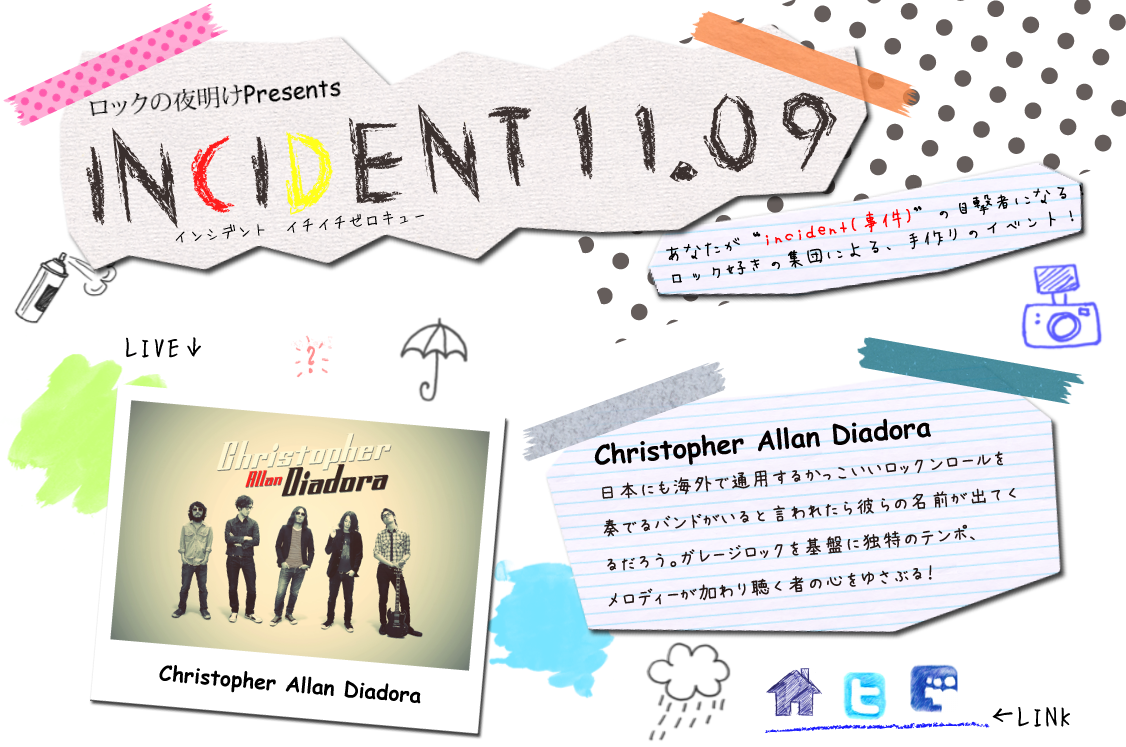 ロックの夜明けPresents
INCIDENT 11.09
インシデント イチイチゼロキュー
あなたが“incident(事件)”の目撃者になる
ロック好きの集団による、手作りのイベント!
LIVE↓
?
Christopher
Allan Diadora
Christopher Allan Diadora
Christopher Allan Diadora
日本にも海外で通用するかっこいいロックンロールを
奏でるバンドがいると言われたら彼らの名前が出てく
るだろう。ガレージロックを基盤に独特のテンポ、
メロディーが加わり聴く者の心をゆさぶる!
t
←LINK